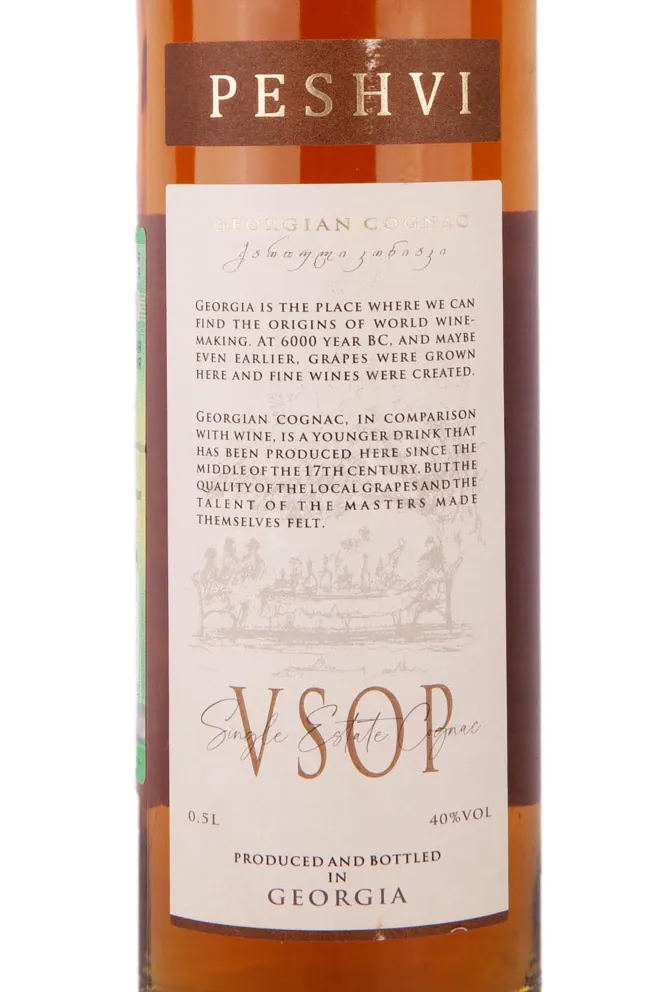 PESHVI
GEORGIAN COGNAC
ქართული კონიაკი
GEORGIA IS THE PLACE WHERE WE CAN
FIND THE ORIGINS OF WORLD WINE-
MAKING. AT 6000 YEAR BC, AND MAYBE
EVEN EARLIER, GRAPES WERE GROWN
HERE AND FINE WINES WERE CREATED.
GEORGIAN COGNAC, IN COMPARISON
WITH WINE, IS A YOUNGER DRINK THAT
HAS BEEN PRODUCED HERE SINCE THE
MIDDLE OF THE 17TH CENTURY. BUT THE
QUALITY OF THE LOCAL GRAPES AND THE
TALENT OF THE MASTERS MADE
THEMSELVES FELT.
VSOP
Single Estate Cognac
0,5L 40%VOL
PRODUCED AND BOTTLED
IN
GEORGIA